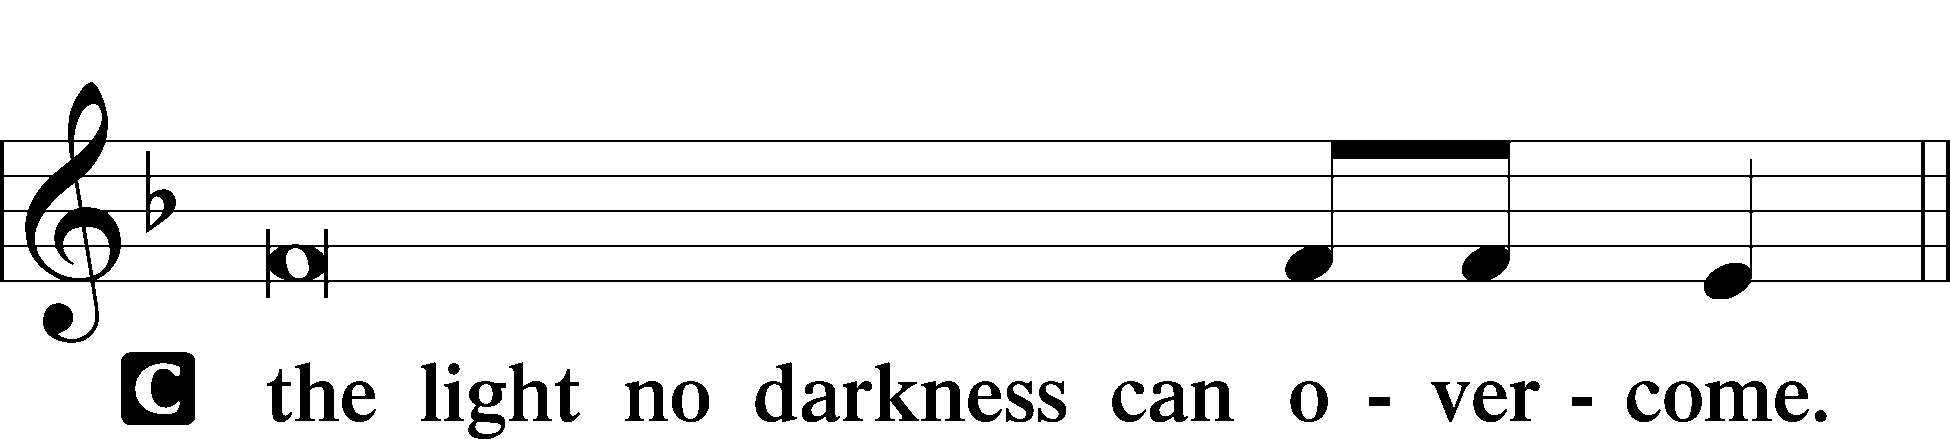 C the light no darkness can o - ver - come.